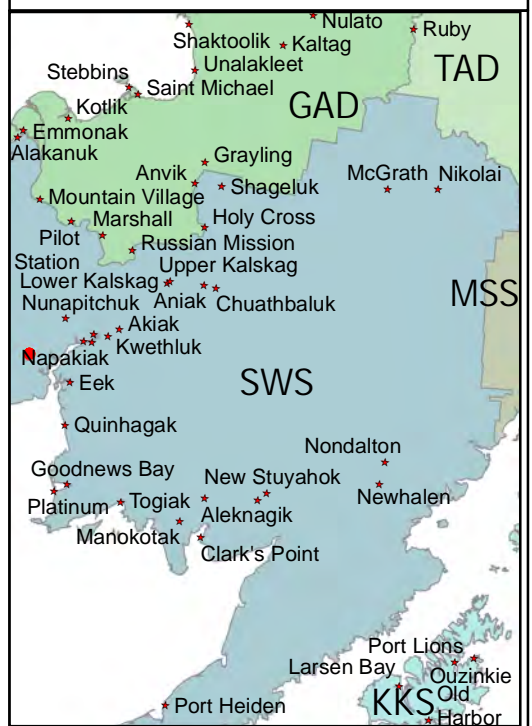 Nulato
Ruby
Shaktoolik
Kaltag
Unalakleet
TAD
Stebbins
Saint Michael
GAD
Kotlik
Emmonak
Alakanuk
Grayling
Anvik
Shageluk
McGrath
Nikolai
Mountain Village
Marshall
Holy Cross
Pilot
Station
Russian Mission
Upper Kalskag
Lower Kalskag
Aniak
Chuathbaluk
MSS
Nunapitchuk
Akiak
Kwethluk
Napakiak
Eek
SWS
Quinhagak
Nondalton
Goodnews Bay
New Stuyahok
Newhalen
Platinum
Togiak
Aleknagik
Manokotak
Clark's Point
Port Lions
Larsen Bay
Ouzinkie
KKS
Old
Harbor
Port Heiden